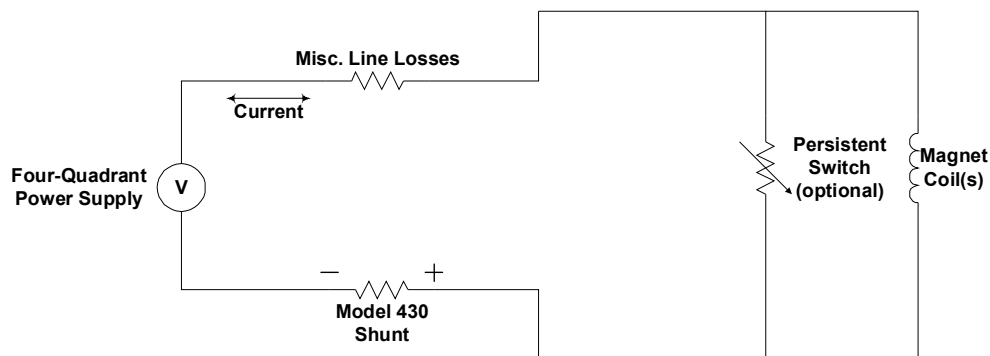 Misc. Line Losses
Current
Four-Quadrant
Power Supply
V
Persistent
Switch
(optional)
Magnet
Coil(s)
− +
Model 430
Shunt